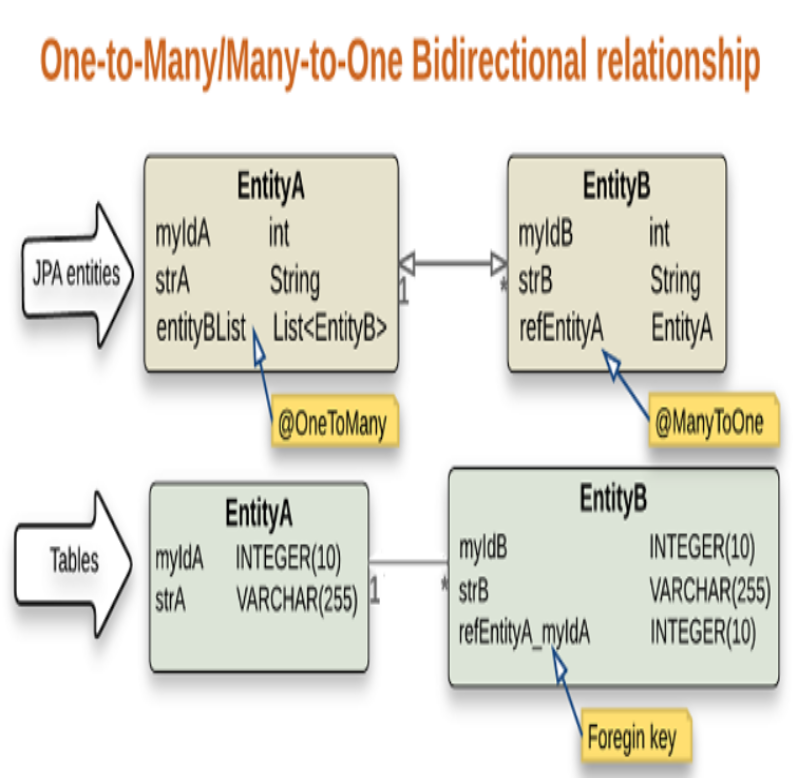 One-to-Many/Many-to-One Bidirectional relationship
JPA entities
EntityA
myIdA int
strA String
entityBList List<EntityB>
@OneToMany
1
*
EntityB
myIdB int
strB String
refEntityA EntityA
@ManyToOne
Tables
EntityA
myIdA INTEGER(10)
strA VARCHAR(255)
1
*
EntityB
myIdB INTEGER(10)
strB VARCHAR(255)
refEntityA_myIdA INTEGER(10)
Foregin key